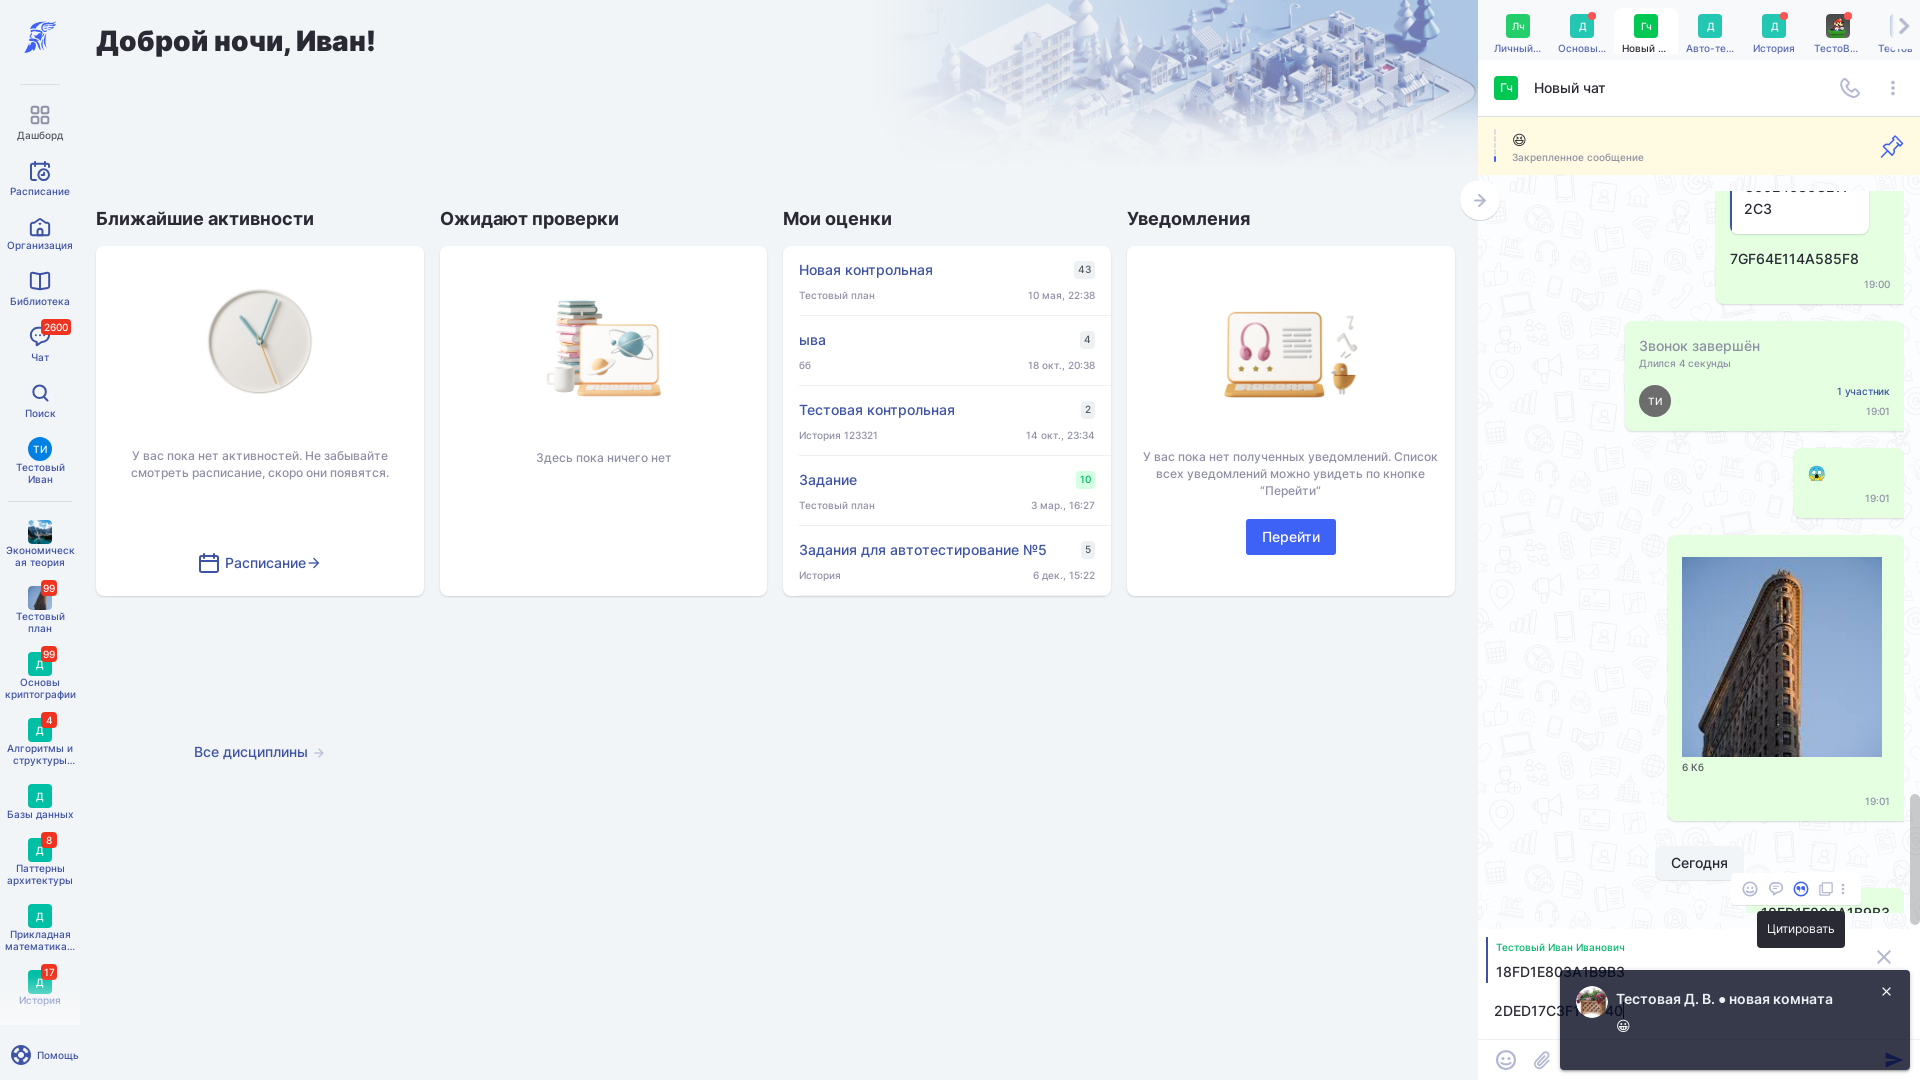 Доброй ночи, Иван!
Дашборд
Расписание
Организация
Библиотека
2600
Чат
Поиск
ТИ
Тестовый
Иван
Экономическ
ая теория
99
Тестовый
план
99
Д
Основы
криптографии
4
Д
Алгоритмы и
структуры...
Д
Базы данных
8
Д
Паттерны
архитектуры
Д
Прикладная
математика...
17
Д
История
Помощь
Ближайшие активности
У вас пока нет активностей. Не забывайте
смотреть расписание, скоро они появятся.
Расписание
Все дисциплины
Ожидают проверки
Здесь пока ничего нет
Мои оценки
Новая контрольная 43
Тестовый план 10 мая, 22:38
ыва 4
66 18 окт., 20:38
Тестовая контрольная 2
История 123321 14 окт., 23:34
Задание 10
Тестовый план 3 мар., 16:27
Задания для автотестирование №5 5
История 6 дек., 15:22
Уведомления
У вас пока нет полученных уведомлений. Список
всех уведомлений можно увидеть по кнопке
“Перейти”
Перейти
Лч Д Гч Д Д
Личный... Основы... Новый ... Авто-те... История ТестоВ... Тестов
Гч Новый чат
😆
Закрепленное сообщение
2C3
7GF64E114A585F8
19:00
Звонок завершён
Длился 4 секунды
ТИ
1 участник
19:01
😱
19:01
6 Кб
19:01
Сегодня
Цитировать
Тестовый Иван Иванович
18FD1E803A1B9B3
Тестовая Д. В. ● новая комната
😀